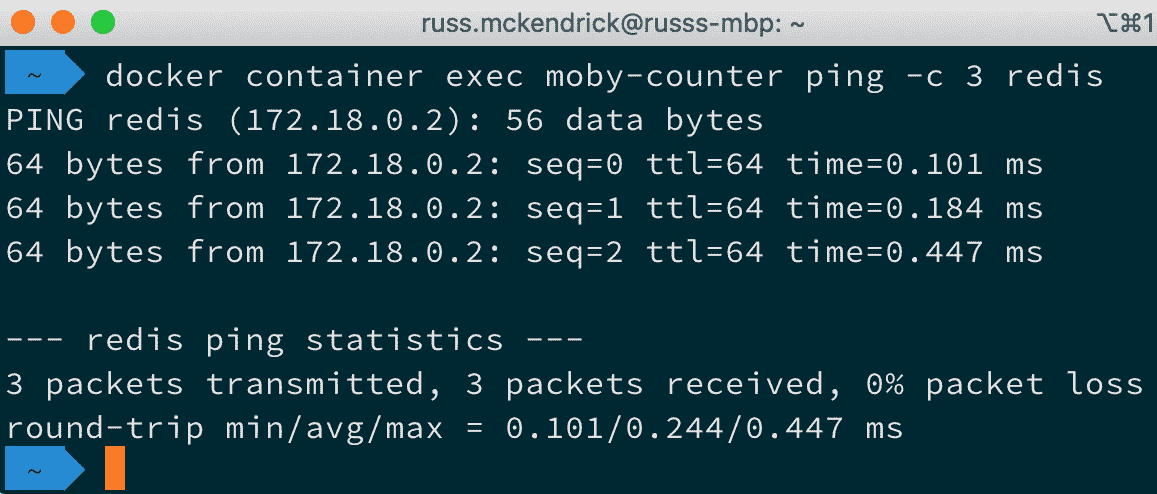 russ.mckendrick@russs-mbp: ~ ⌥⌘1
~ docker container exec moby-counter ping -c 3 redis
PING redis (172.18.0.2): 56 data bytes
64 bytes from 172.18.0.2: seq=0 ttl=64 time=0.101 ms
64 bytes from 172.18.0.2: seq=1 ttl=64 time=0.184 ms
64 bytes from 172.18.0.2: seq=2 ttl=64 time=0.447 ms
--- redis ping statistics ---
3 packets transmitted, 3 packets received, 0% packet loss
round-trip min/avg/max = 0.101/0.244/0.447 ms
~